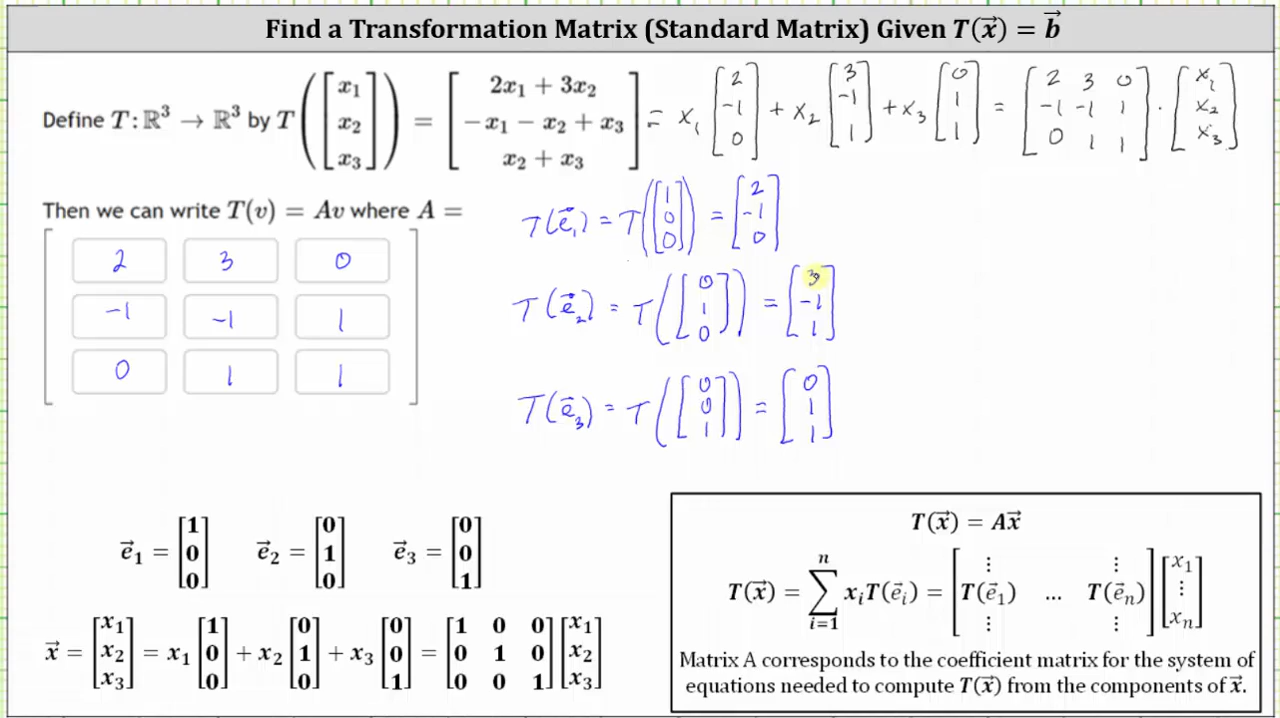 Find a Transformation Matrix (Standard Matrix) Given T(x⃗) = b⃗
Define T: ℝ³ → ℝ³ by T([x₁ x₂ x₃]) = [2x₁ + 3x₂ −x₁ − x₂ + x₃ x₂ + x₃] = x₁ [2 -1 0] + x₂ [3 -1 1] + x₃ [0 1 1] = [2 3 0 -1 -1 1 0 1 1] · [x₁ x₂ x₃]
Then we can write T(v) = Av where A =
[2 3 0
-1 -1 1
0 1 1]
T(e⃗₁) = T([1 0 0]) = [2 -1 0]
T(e⃗₂) = T([0 1 0]) = [3 -1 1]
T(e⃗₃) = T([0 0 1]) = [0 1 1]
e⃗₁ = [1 0 0] e⃗₂ = [0 1 0] e⃗₃ = [0 0 1]
x⃗ = [x₁ x₂ x₃] = x₁ [1 0 0] + x₂ [0 1 0] + x₃ [0 0 1] = [1 0 0 0 1 0 0 0 1] [x₁ x₂ x₃]
T(x⃗) = Ax⃗
T(x⃗) = ∑ᵢ₌₁ⁿ xᵢT(e⃗ᵢ) = [⋮ T(e⃗₁) ⋮ … ⋮ T(e⃗ₙ) ⋮] [x₁ ⋮ xₙ]
Matrix A corresponds to the coefficient matrix for the system of
equations needed to compute T(x⃗) from the components of x⃗.